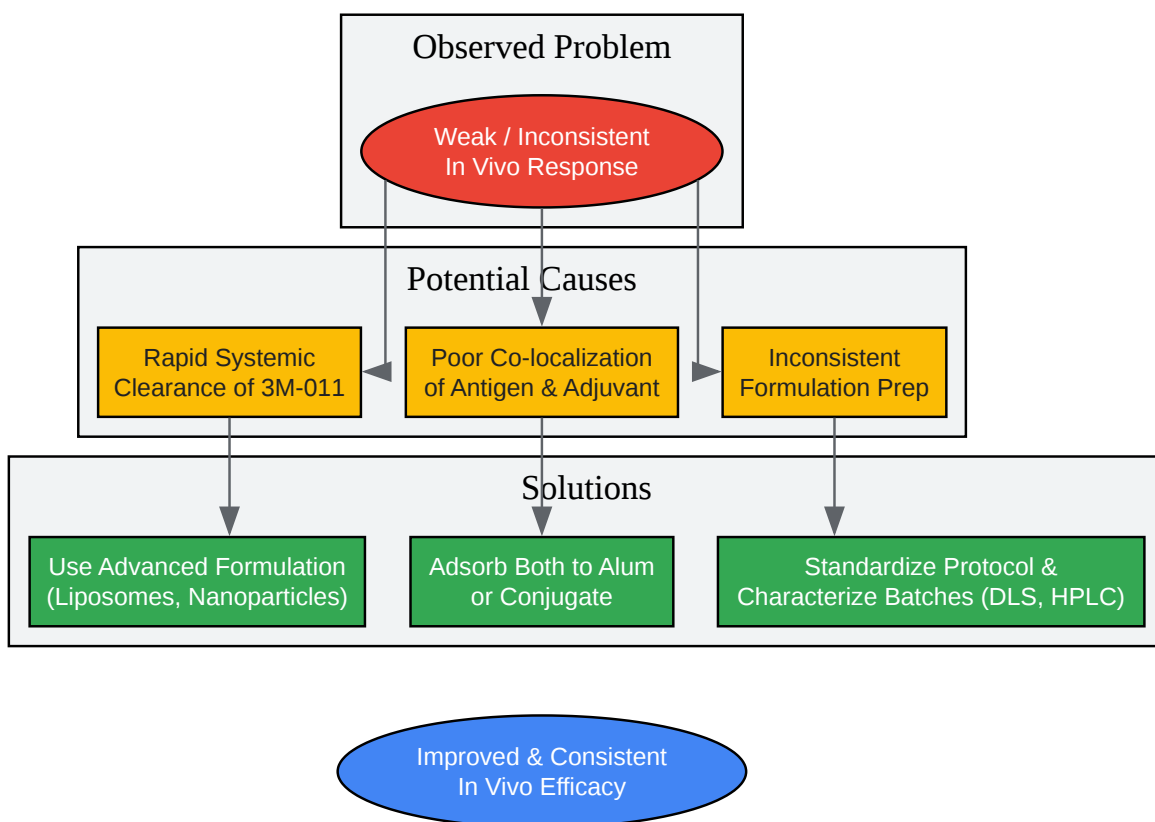 Observed Problem
Weak / Inconsistent
In Vivo Response
Potential Causes
Rapid Systemic
Clearance of 3M-011
Poor Co-localization
of Antigen & Adjuvant
Inconsistent
Formulation Prep
Solutions
Use Advanced Formulation
(Liposomes, Nanoparticles)
Adsorb Both to Alum
or Conjugate
Standardize Protocol &
Characterize Batches (DLS, HPLC)
Improved & Consistent
In Vivo Efficacy